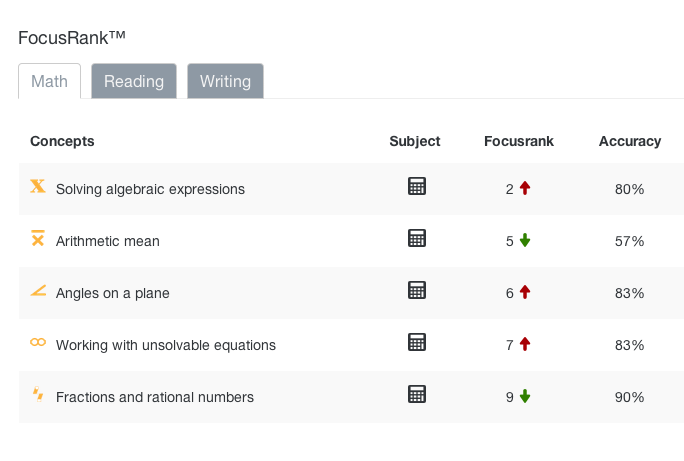 FocusRank™
Math Reading Writing
Concepts Subject Focusrank Accuracy
Solving algebraic expressions 2 80%
Arithmetic mean 5 57%
Angles on a plane 6 83%
Working with unsolvable equations 7 83%
Fractions and rational numbers 9 90%